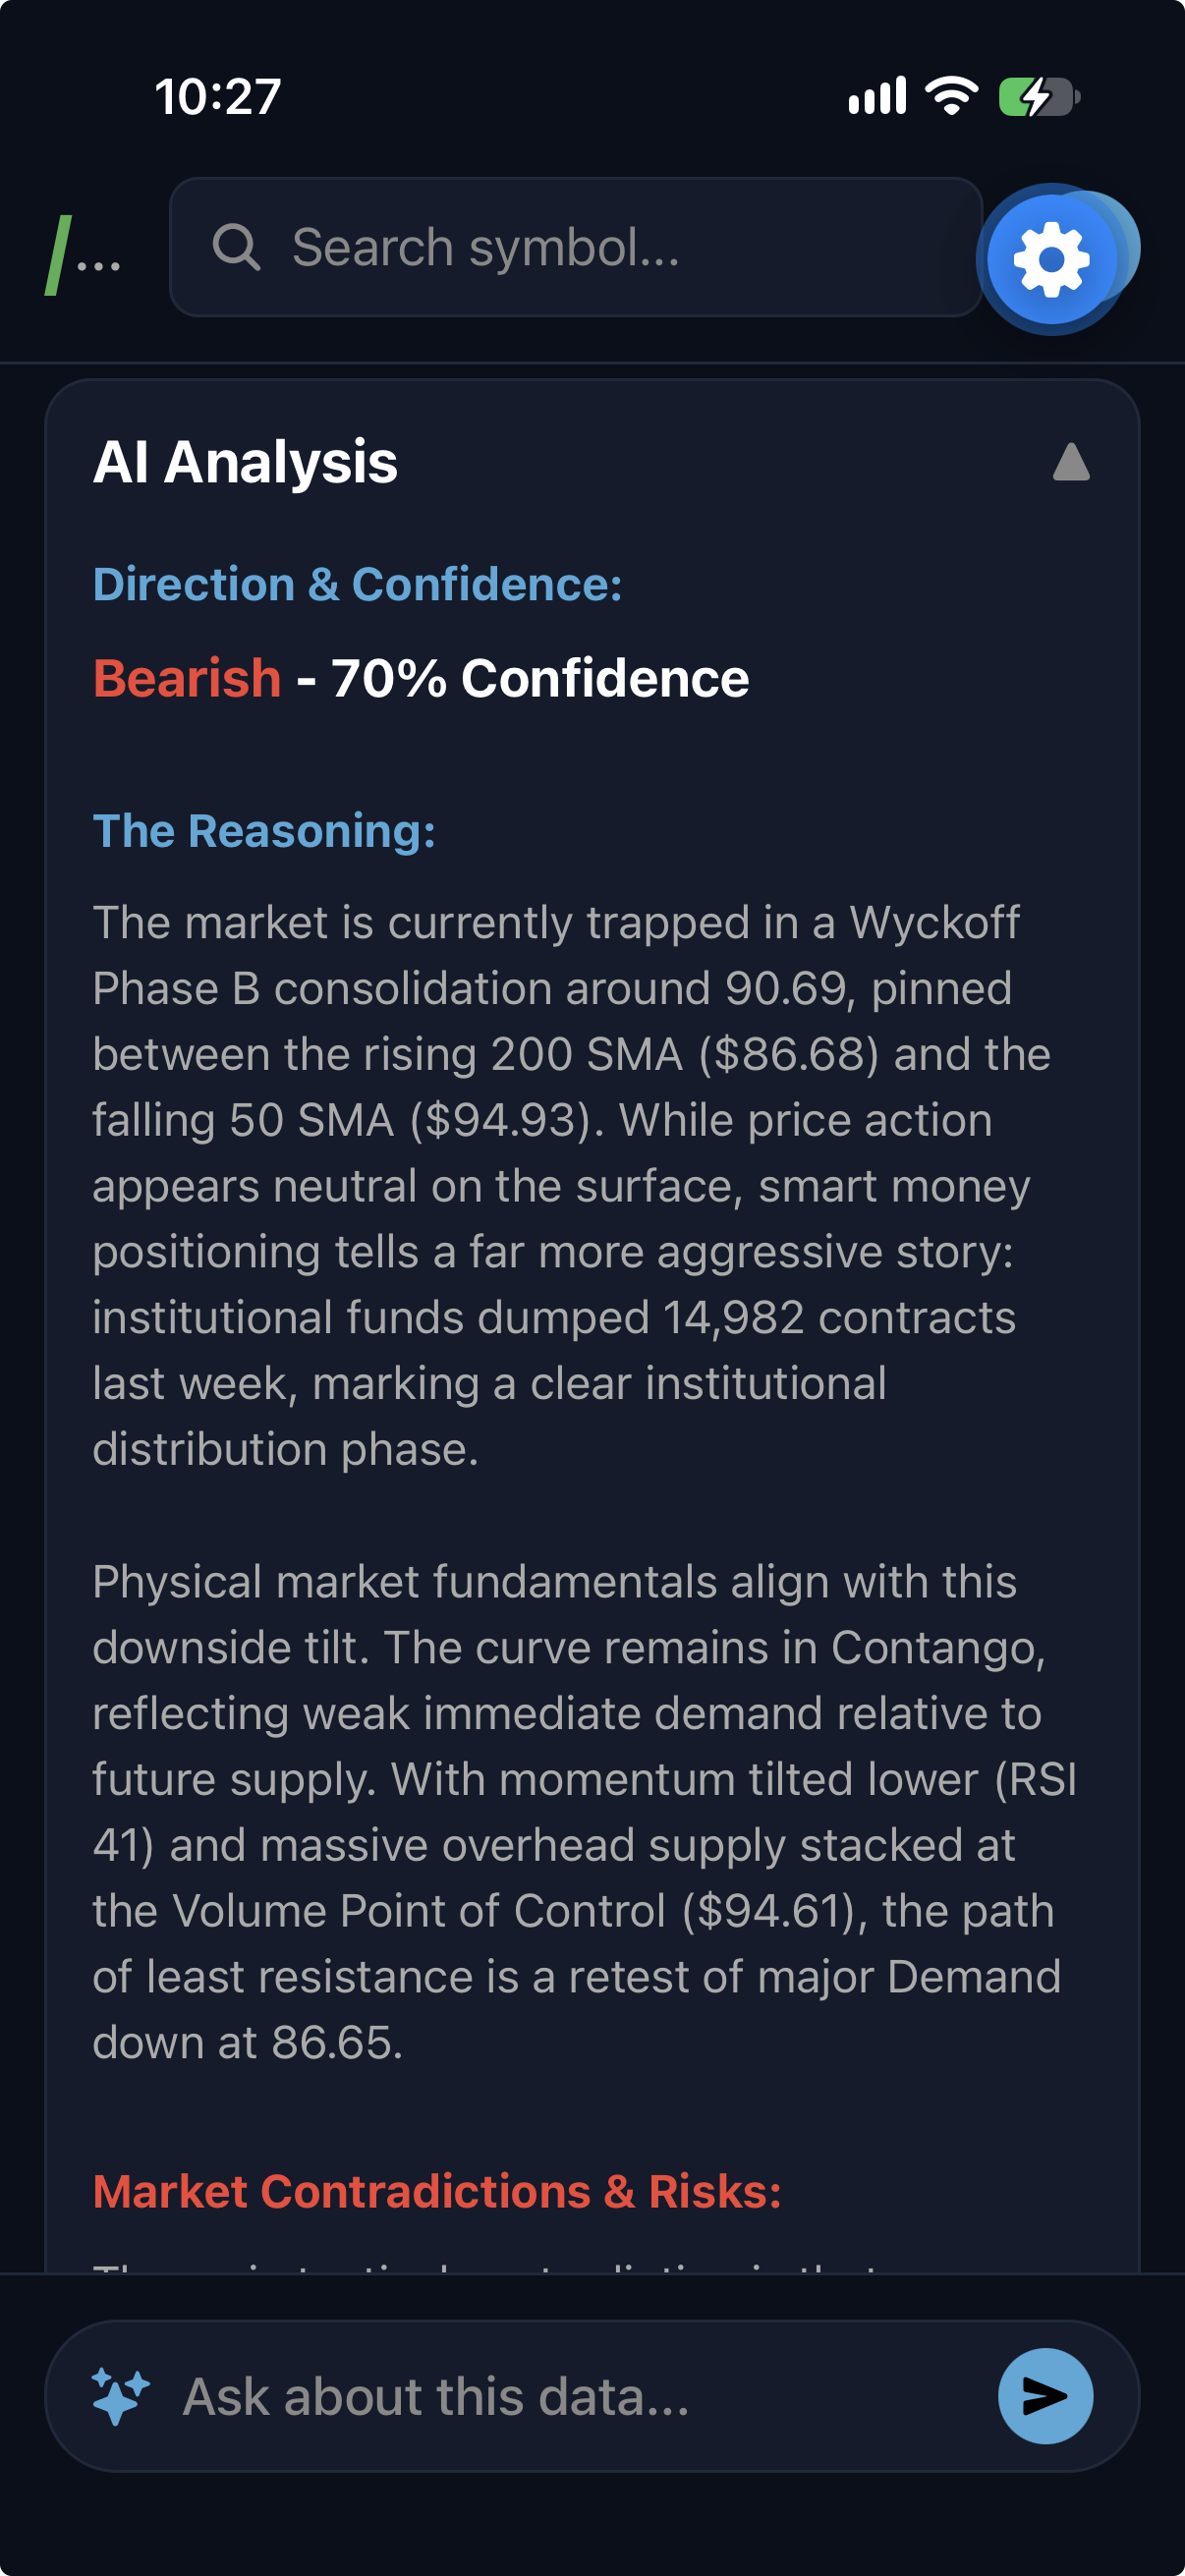 10:27
/...
Search symbol...
AI Analysis
Direction & Confidence:
Bearish - 70% Confidence
The Reasoning:
The market is currently trapped in a Wyckoff
Phase B consolidation around 90.69, pinned
between the rising 200 SMA ($86.68) and the
falling 50 SMA ($94.93). While price action
appears neutral on the surface, smart money
positioning tells a far more aggressive story:
institutional funds dumped 14,982 contracts
last week, marking a clear institutional
distribution phase.
Physical market fundamentals align with this
downside tilt. The curve remains in Contango,
reflecting weak immediate demand relative to
future supply. With momentum tilted lower (RSI
41) and massive overhead supply stacked at
the Volume Point of Control ($94.61), the path
of least resistance is a retest of major Demand
down at 86.65.
Market Contradictions & Risks:
Ask about this data...